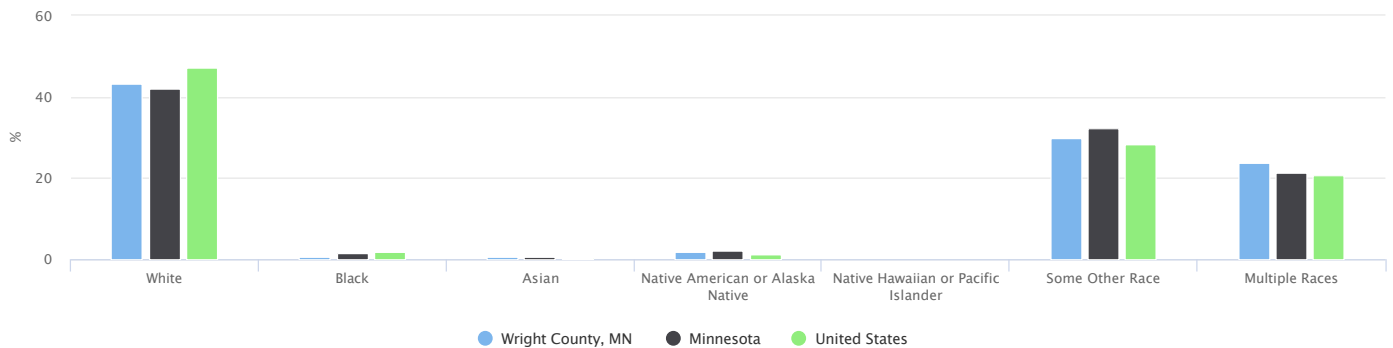 60
40
%
20
0
White
Black
Asian
Native American or Alaska
Native
Native Hawaiian or Pacific
Islander
Some Other Race
Multiple Races
Wright County, MN
Minnesota
United States